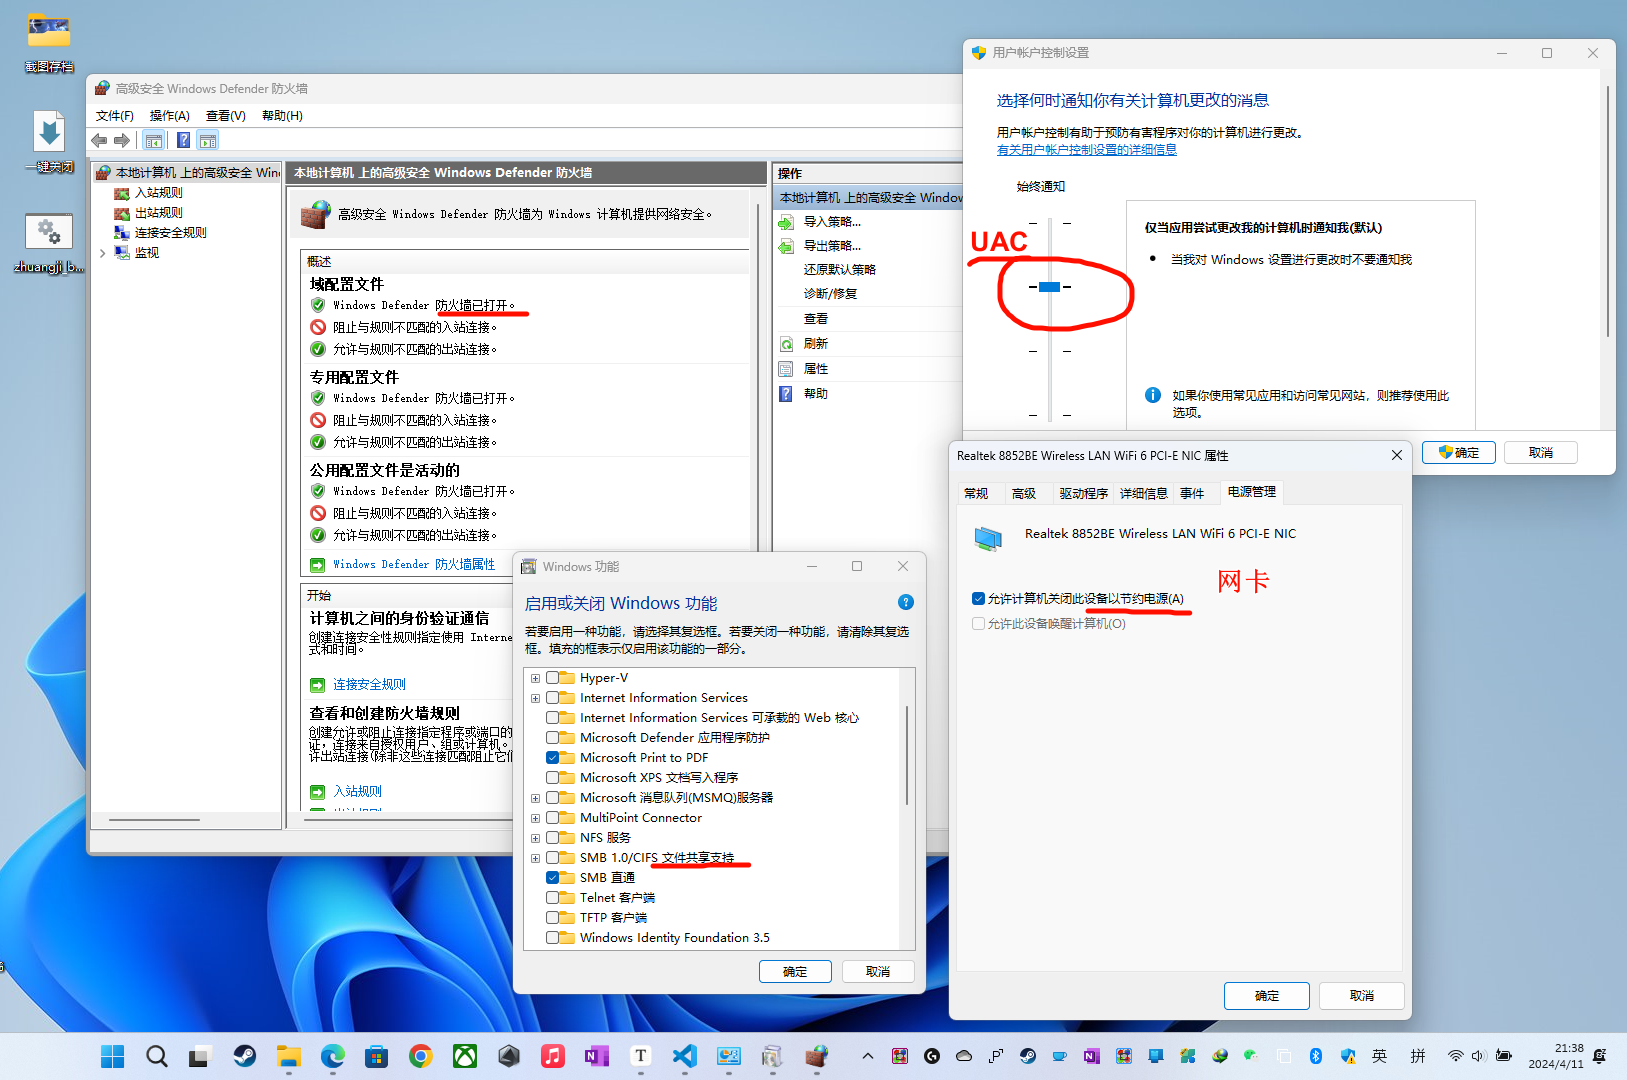 截图存档
一键关闭
zhuangji_b...
高级安全 Windows Defender 防火墙
文件(F) 操作(A) 查看(V) 帮助(H)
本地计算机 上的高级安全 Win
入站规则
出站规则
连接安全规则
监视
本地计算机 上的高级安全 Windows Defender 防火墙
高级安全 Windows Defender 防火墙为 Windows 计算机提供网络安全。
概述
域配置文件
Windows Defender 防火墙已打开。
阻止与规则不匹配的入站连接。
允许与规则不匹配的出站连接。
专用配置文件
Windows Defender 防火墙已打开。
阻止与规则不匹配的入站连接。
允许与规则不匹配的出站连接。
公用配置文件是活动的
Windows Defender 防火墙已打开。
阻止与规则不匹配的入站连接。
允许与规则不匹配的出站连接。
Windows Defender 防火墙属性
开始
计算机之间的身份验证通信
创建连接安全性规则指定使用 Interne
式和时间。
连接安全规则
查看和创建防火墙规则
创建允许或阻止连接指定程序或端口的
证，连接来自授权用户、组或计算机。
许出站连接(除非这些连接匹配阻止它们
入站规则
操作
本地计算机 上的高级安全 Window
导入策略...
导出策略...
还原默认策略
诊断/修复
查看
刷新
属性
帮助
用户帐户控制设置
选择何时通知你有关计算机更改的消息
用户帐户控制有助于预防有害程序对你的计算机进行更改。
有关用户帐户控制设置的详细信息
始终通知
UAC
仅当应用尝试更改我的计算机时通知我(默认)
当我对 Windows 设置进行更改时不要通知我
如果你使用常见应用和访问常见网站，则推荐使用此
选项。
确定 取消
Windows 功能
启用或关闭 Windows 功能
若要启用一种功能，请选择其复选框。若要关闭一种功能，请清除其复选
框。填充的框表示仅启用该功能的一部分。
Hyper-V
Internet Information Services
Internet Information Services 可承载的 Web 核心
Microsoft Defender 应用程序防护
Microsoft Print to PDF
Microsoft XPS 文档写入程序
Microsoft 消息队列(MSMQ)服务器
MultiPoint Connector
NFS 服务
SMB 1.0/CIFS 文件共享支持
SMB 直通
Telnet 客户端
TFTP 客户端
Windows Identity Foundation 3.5
确定 取消
Realtek 8852BE Wireless LAN WiFi 6 PCI-E NIC 属性
常规 高级 驱动程序 详细信息 事件 电源管理
Realtek 8852BE Wireless LAN WiFi 6 PCI-E NIC
网卡
允许计算机关闭此设备以节约电源(A)
允许此设备唤醒计算机(O)
确定 取消
英 拼
21:38
2024/4/11